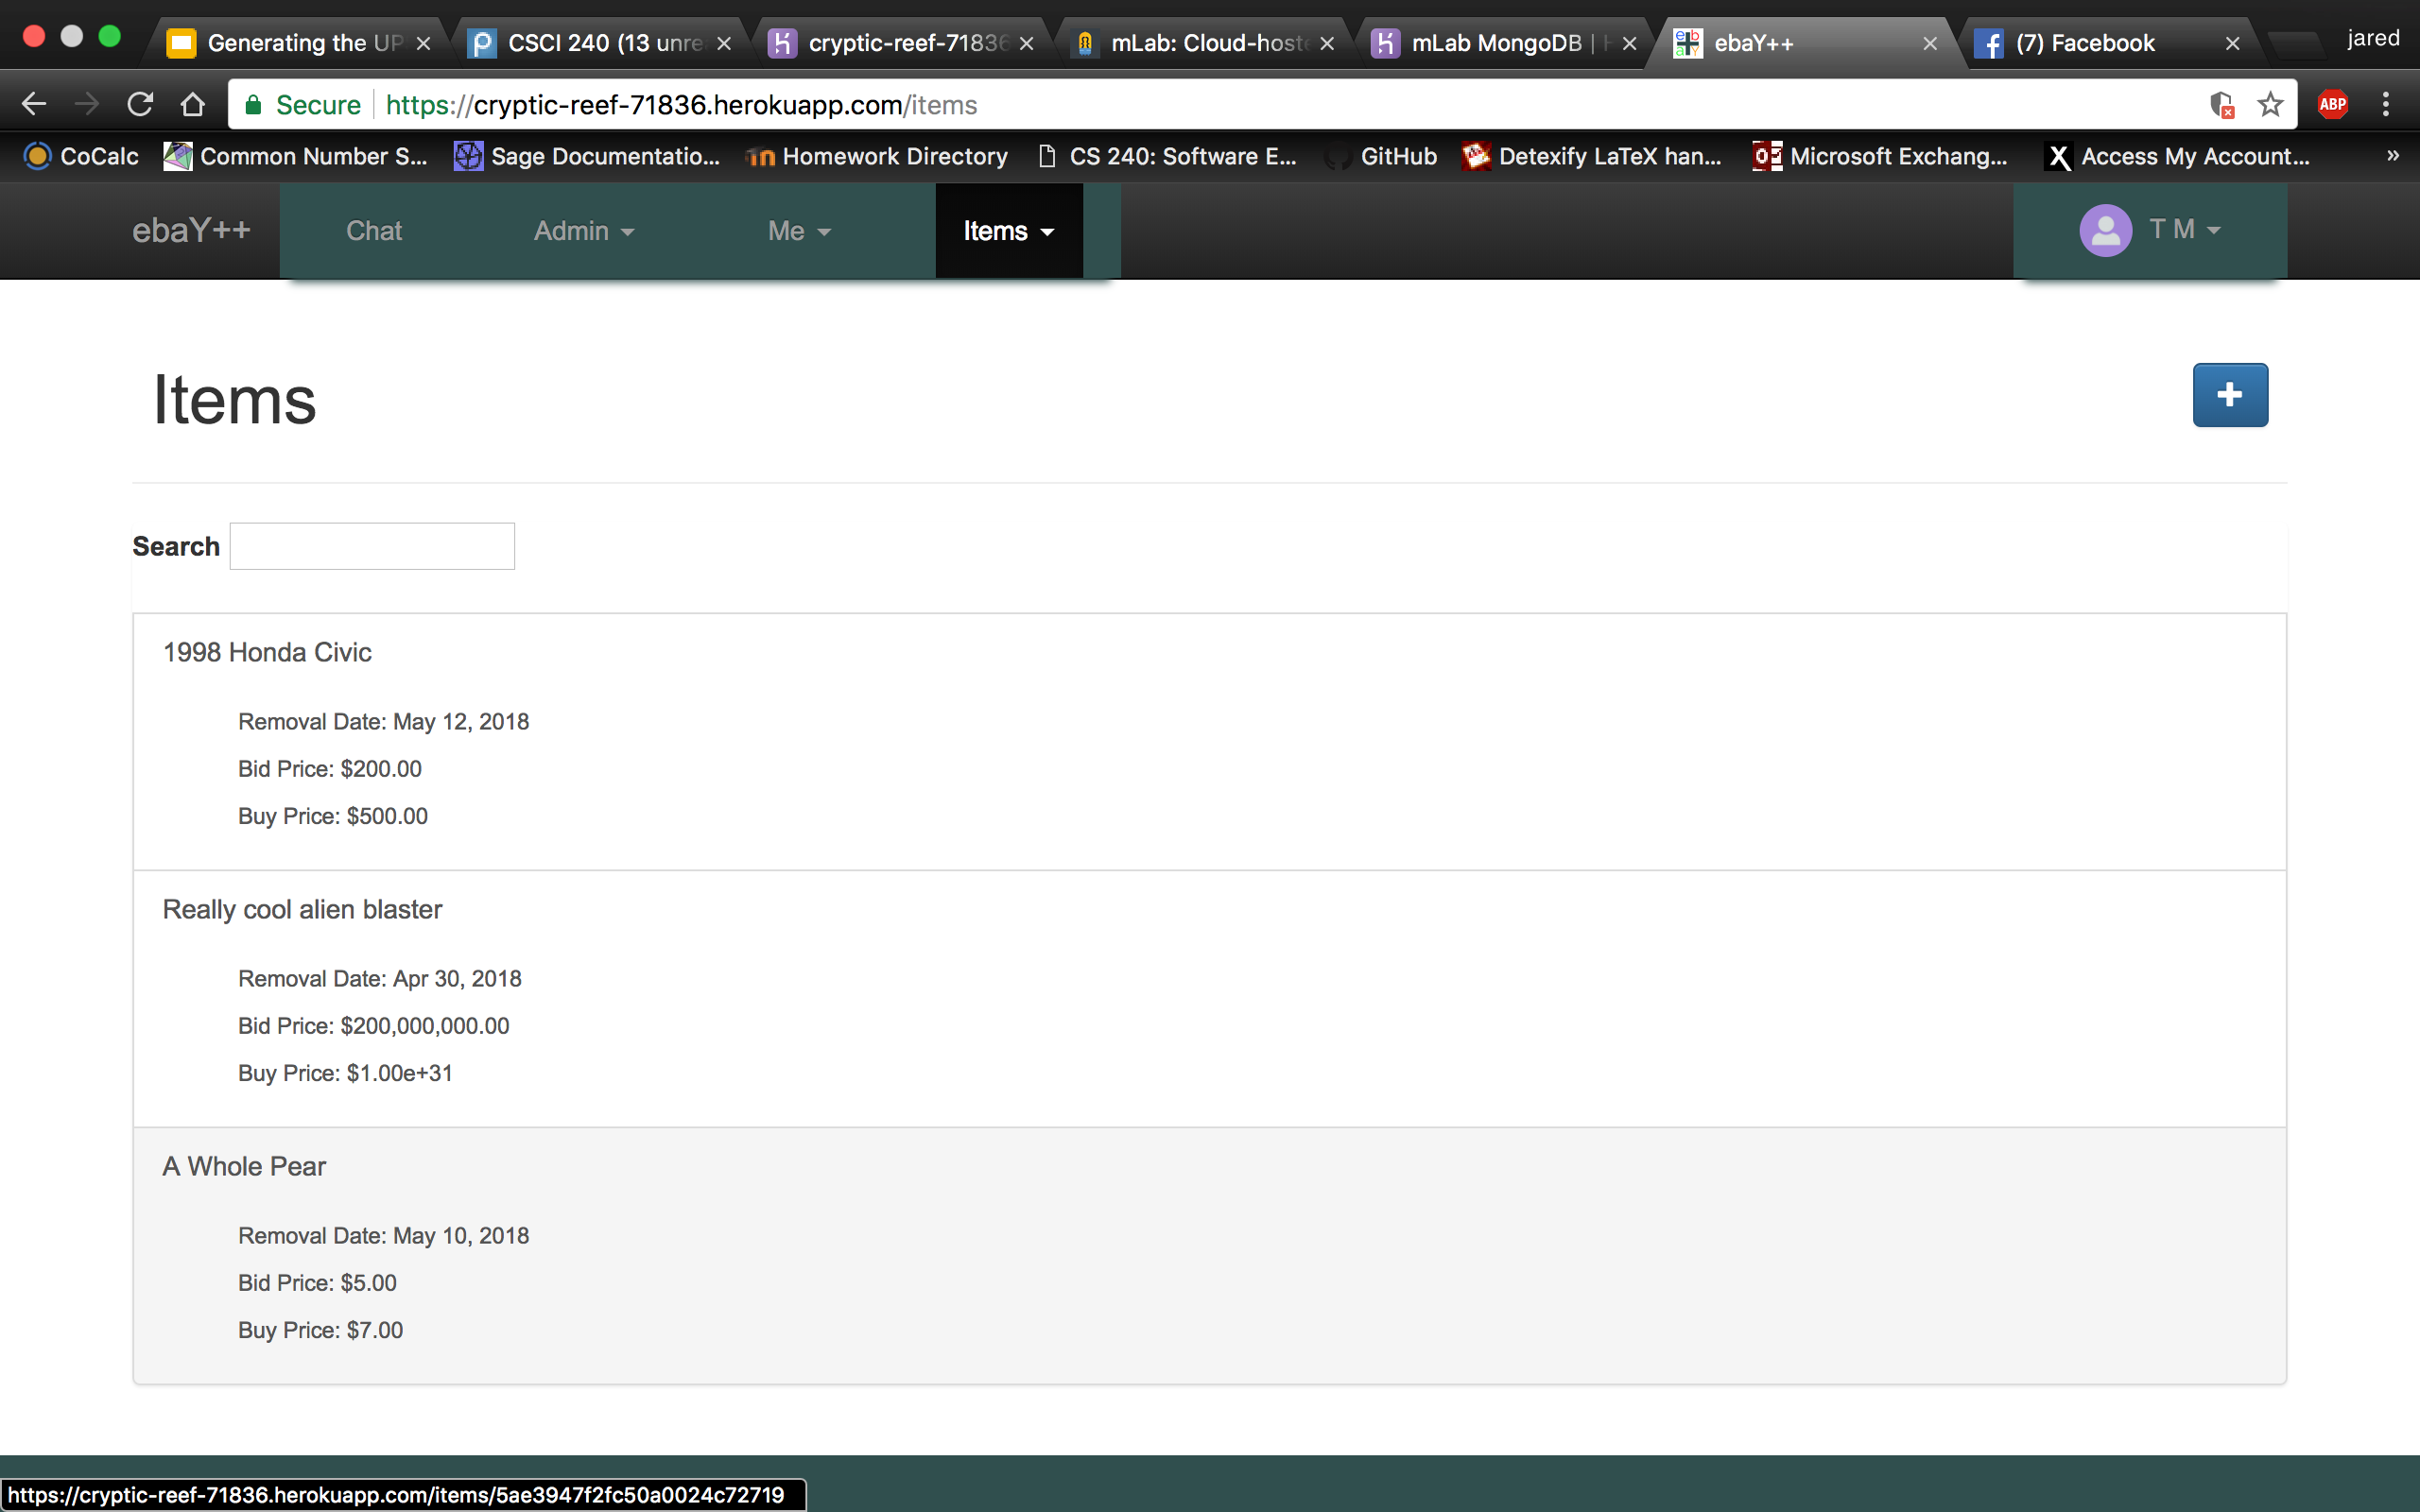 Generating the UP
CSCI 240 (13 unre
cryptic-reef-71836
mLab: Cloud-hoste
mLab MongoDB |
ebaY++
(7) Facebook
jared
Secure https://cryptic-reef-71836.herokuapp.com/items
ABP
CoCalc
Common Number S...
Sage Documentatio...
Homework Directory
CS 240: Software E...
GitHub
Detexify LaTeX han...
Microsoft Exchang...
Access My Account...
»
ebaY++
Chat
Admin
Me
Items
T M
Items
Search
1998 Honda Civic
Removal Date: May 12, 2018
Bid Price: $200.00
Buy Price: $500.00
Really cool alien blaster
Removal Date: Apr 30, 2018
Bid Price: $200,000,000.00
Buy Price: $1.00e+31
A Whole Pear
Removal Date: May 10, 2018
Bid Price: $5.00
Buy Price: $7.00
https://cryptic-reef-71836.herokuapp.com/items/5ae3947f2fc50a0024c72719